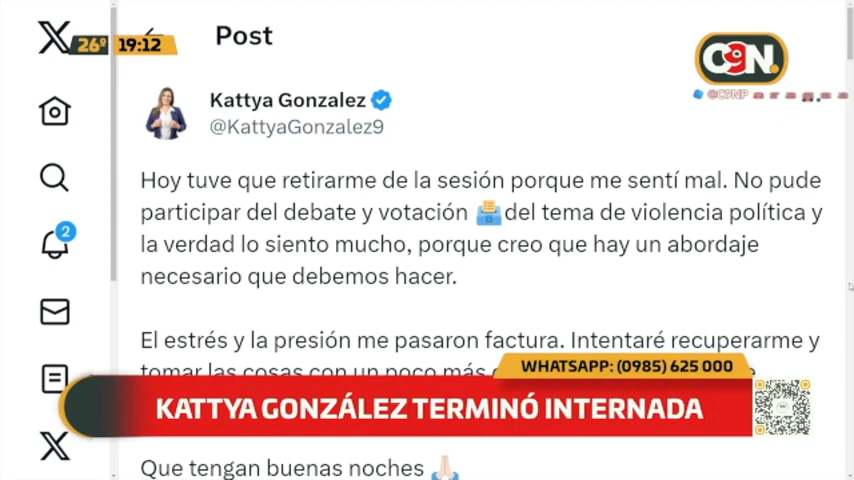 26º 19:12
Post
C9N.
@C9NP
Kattya Gonzalez
@KattyaGonzalez9
Hoy tuve que retirarme de la sesión porque me sentí mal. No pude
participar del debate y votación 🗳️del tema de violencia política y
la verdad lo siento mucho, porque creo que hay un abordaje
necesario que debemos hacer.
El estrés y la presión me pasaron factura. Intentaré recuperarme y
tomar las cosas con un poco más
WHATSAPP: (0985) 625 000
KATTYA GONZÁLEZ TERMINÓ INTERNADA
Que tengan buenas noches 🙏🏻
2